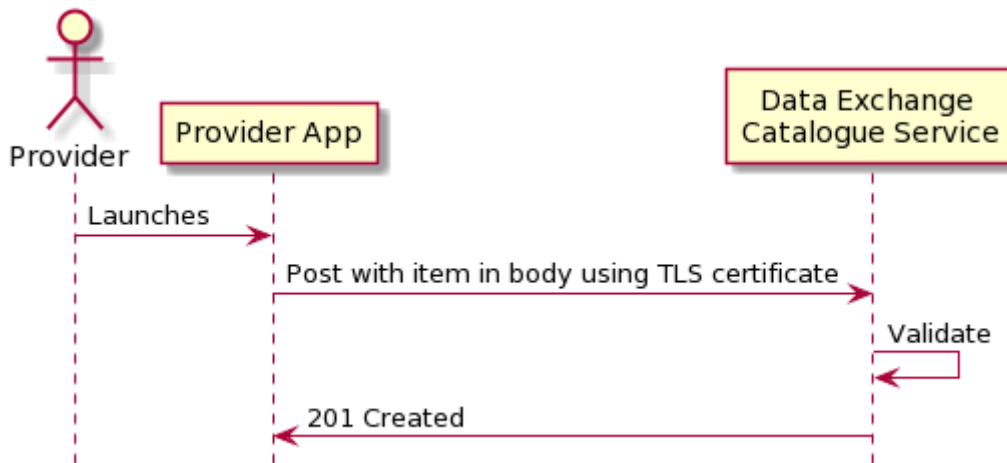 Provider
Provider App
Data Exchange
Catalogue Service
Launches
Post with item in body using TLS certificate
Validate
201 Created